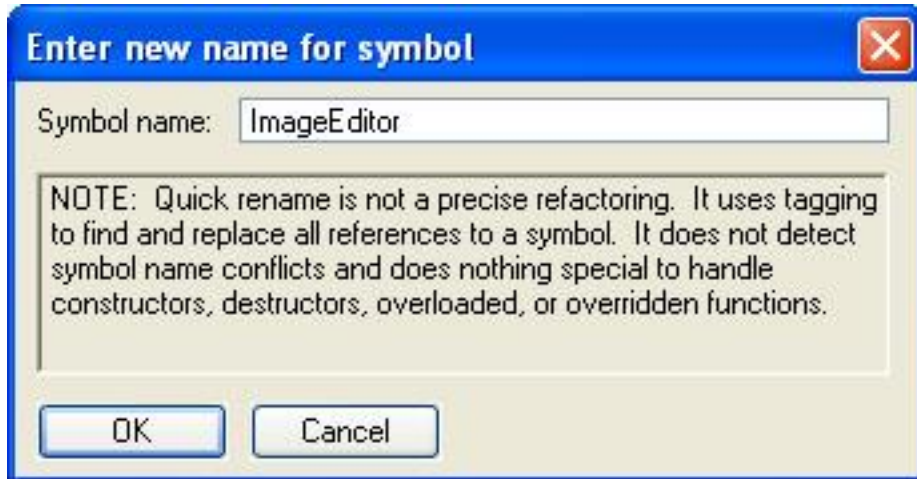 Enter new name for symbol
Symbol name: ImageEditor
NOTE:  Quick rename is not a precise refactoring.  It uses tagging
to find and replace all references to a symbol.  It does not detect
symbol name conflicts and does nothing special to handle
constructors, destructors, overloaded, or overridden functions.
OK Cancel